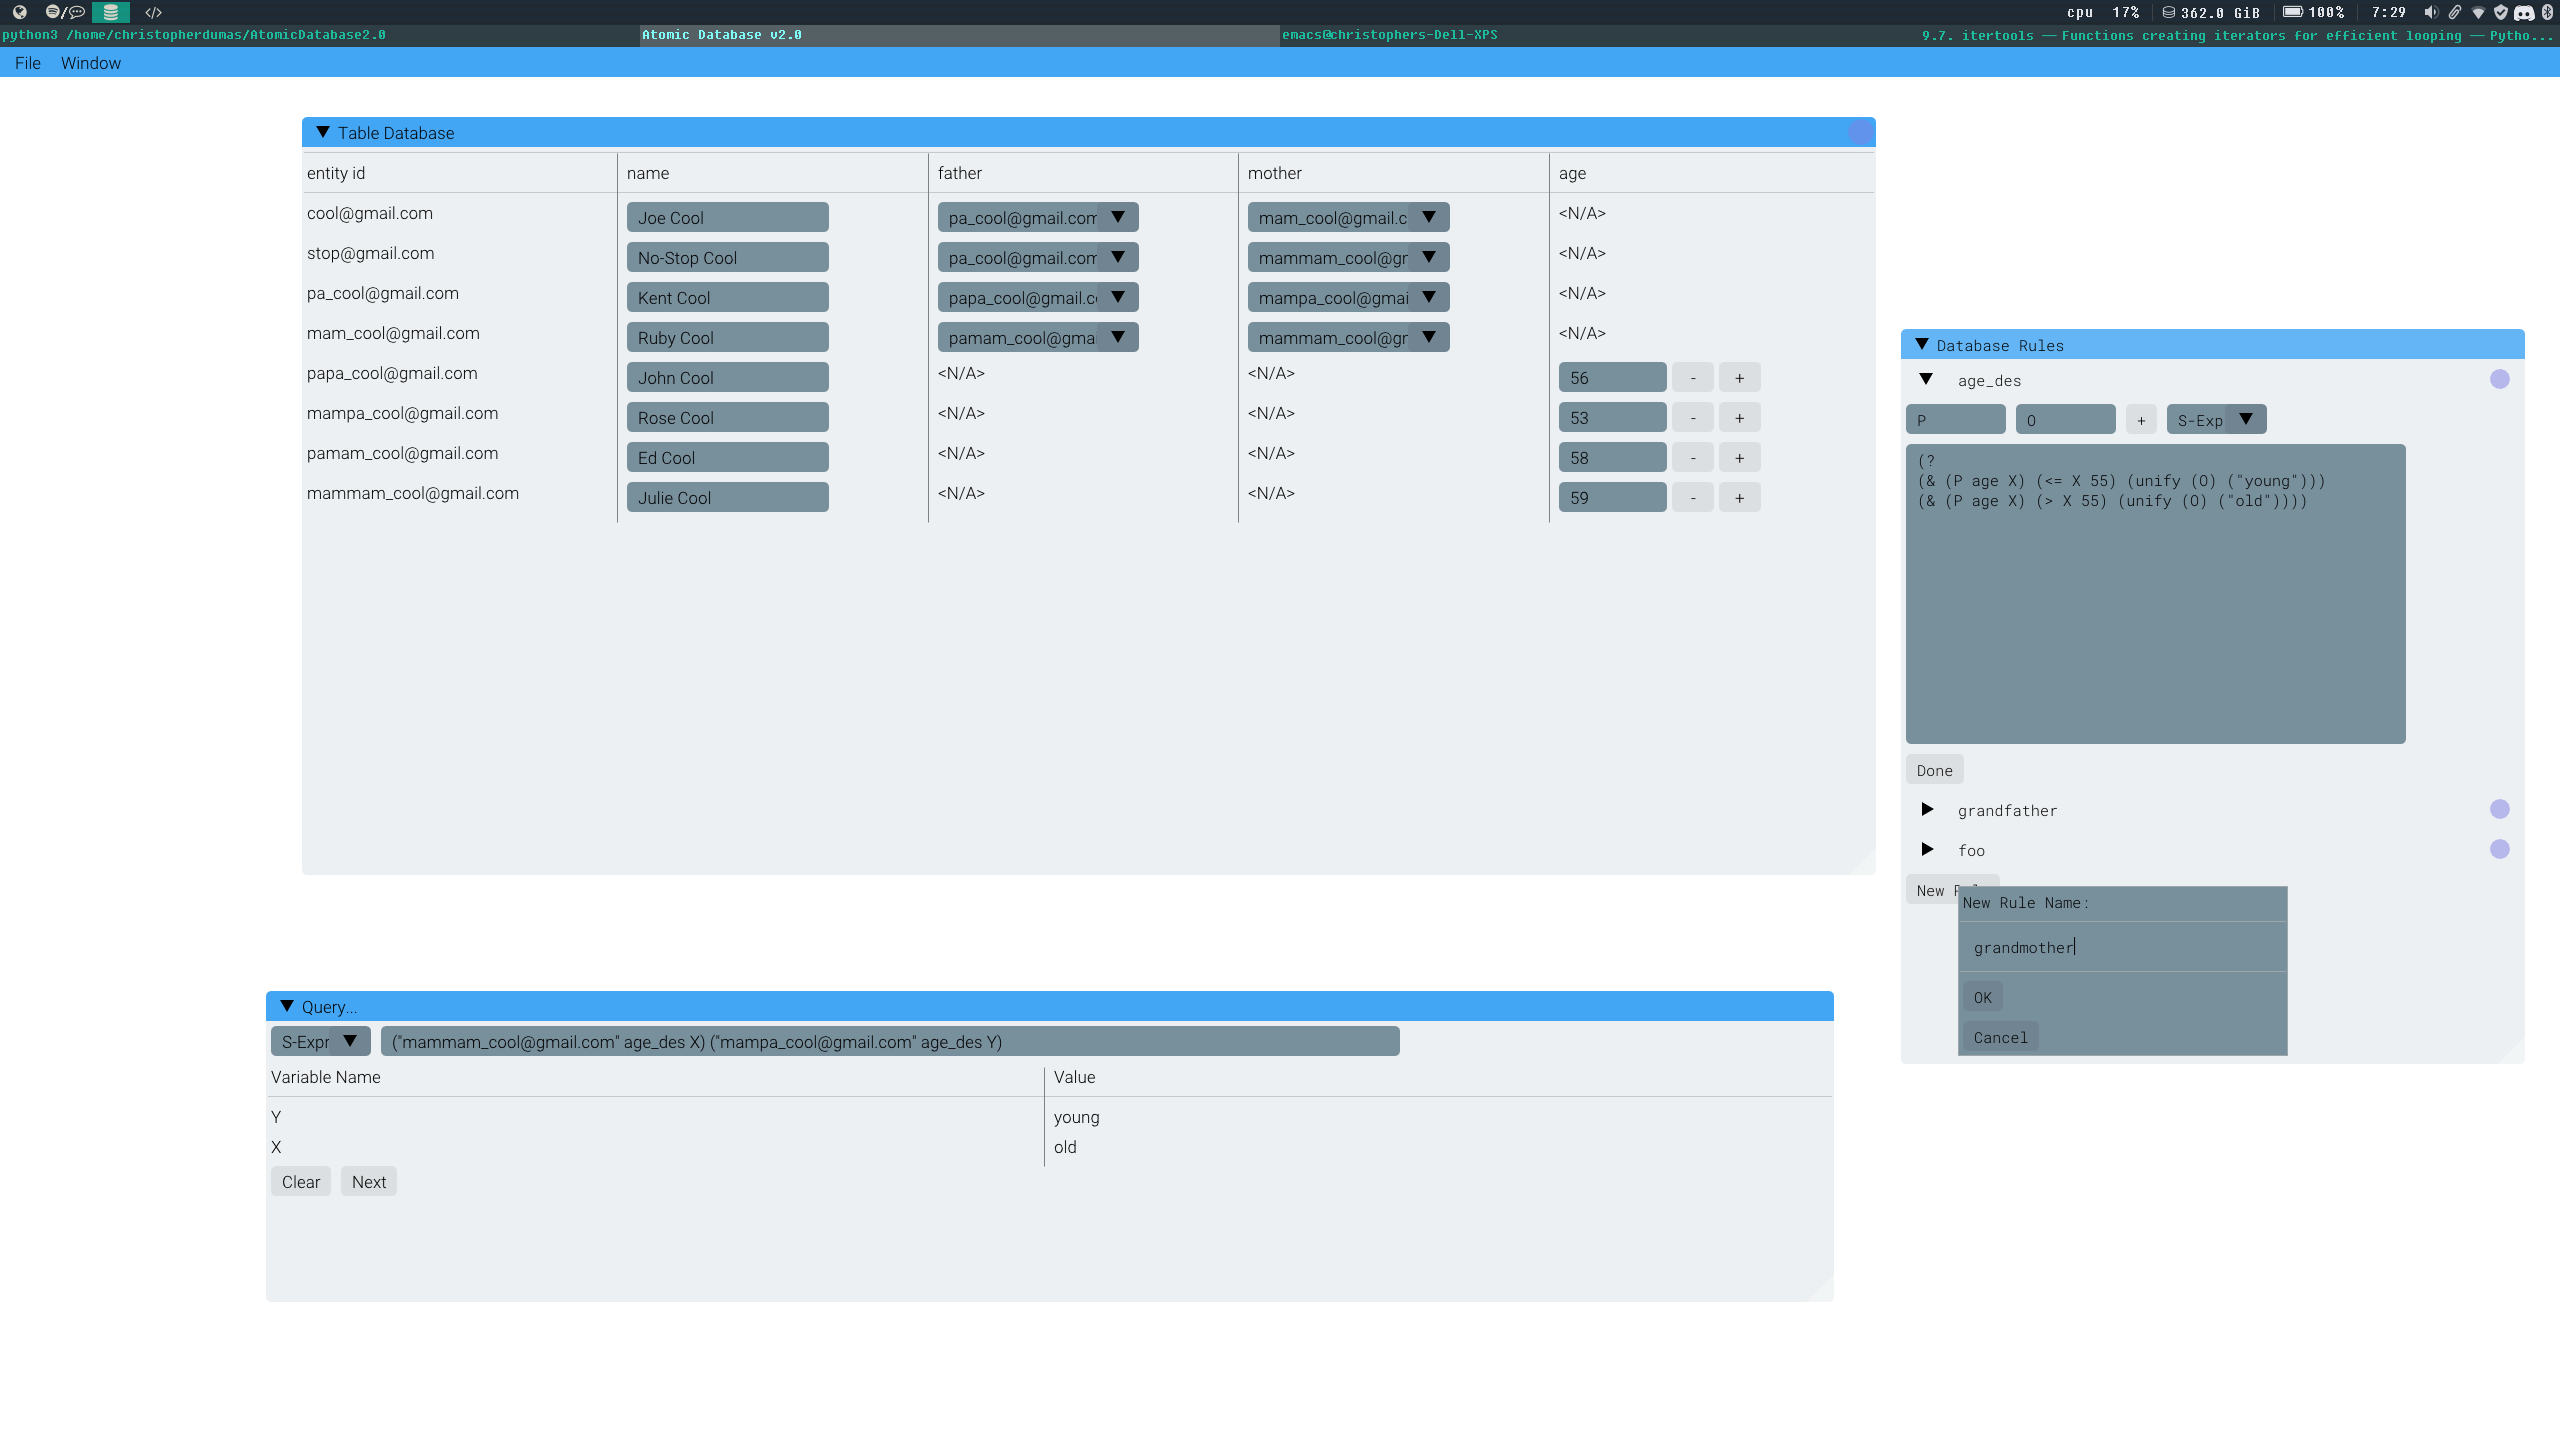 cpu 17% 362.0 GiB 100% 7:29
python3 /home/christopherdumas/AtomicDatabase2.0 Atomic Database v2.0 emacs@christophers-Dell-XPS 9.7. itertools — Functions creating iterators for efficient looping — Pytho...
File Window
Table Database
entity id name father mother age
cool@gmail.com Joe Cool pa_cool@gmail.com mam_cool@gmail.c <N/A>
stop@gmail.com No-Stop Cool pa_cool@gmail.com mammam_cool@gr <N/A>
pa_cool@gmail.com Kent Cool papa_cool@gmail.c mampa_cool@gmai <N/A>
mam_cool@gmail.com Ruby Cool pamam_cool@gma mammam_cool@gr <N/A>
papa_cool@gmail.com John Cool <N/A> <N/A> 56 - +
mampa_cool@gmail.com Rose Cool <N/A> <N/A> 53 - +
pamam_cool@gmail.com Ed Cool <N/A> <N/A> 58 - +
mammam_cool@gmail.com Julie Cool <N/A> <N/A> 59 - +
Database Rules
age_des
P O + S-Exp
(?
(& (P age X) (<= X 55) (unify (O) ("young")))
(& (P age X) (> X 55) (unify (O) ("old"))))
Done
grandfather
foo
New
New Rule Name:
grandmother
OK
Cancel
Query...
S-Expr ("mammam_cool@gmail.com" age_des X) ("mampa_cool@gmail.com" age_des Y)
Variable Name Value
Y young
X old
Clear Next